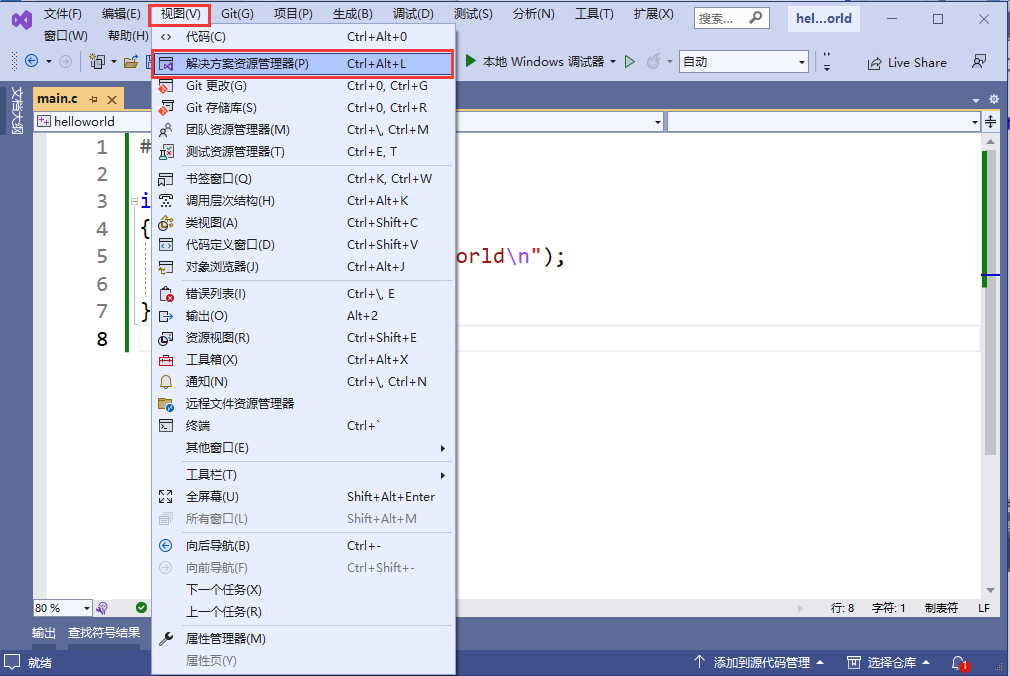 文件(F) 编辑(E) 视图(V) Git(G) 项目(P) 生成(B) 调试(D) 测试(S) 分析(N) 工具(T) 扩展(X) 搜索... hel...orld
窗口(W) 帮助(H)
代码(C) Ctrl+Alt+0
解决方案资源管理器(P) Ctrl+Alt+L
本地 Windows 调试器 自动 Live Share
Git 更改(G) Ctrl+0, Ctrl+G
Git 存储库(S) Ctrl+0, Ctrl+R
团队资源管理器(M) Ctrl+\, Ctrl+M
测试资源管理器(T) Ctrl+E, T
书签窗口(Q) Ctrl+K, Ctrl+W
调用层次结构(H) Ctrl+Alt+K
类视图(A) Ctrl+Shift+C
代码定义窗口(D) Ctrl+Shift+V
对象浏览器(J) Ctrl+Alt+J
错误列表(I) Ctrl+\, E
输出(O) Alt+2
资源视图(R) Ctrl+Shift+E
工具箱(X) Ctrl+Alt+X
通知(N) Ctrl+\, Ctrl+N
远程文件资源管理器
终端 Ctrl+`
其他窗口(E)
工具栏(T)
全屏幕(U) Shift+Alt+Enter
所有窗口(L) Shift+Alt+M
向后导航(B) Ctrl+-
向前导航(F) Ctrl+Shift+-
下一个任务(X)
上一个任务(R)
属性管理器(M)
属性页(Y)
文档大纲
main.c
helloworld
1 #
2
3 i
4 {
5 orld\n");
6
7 }
8
80 % 行: 8 字符: 1 制表符 LF
输出 查找符号结果
就绪 添加到源代码管理 选择仓库 1